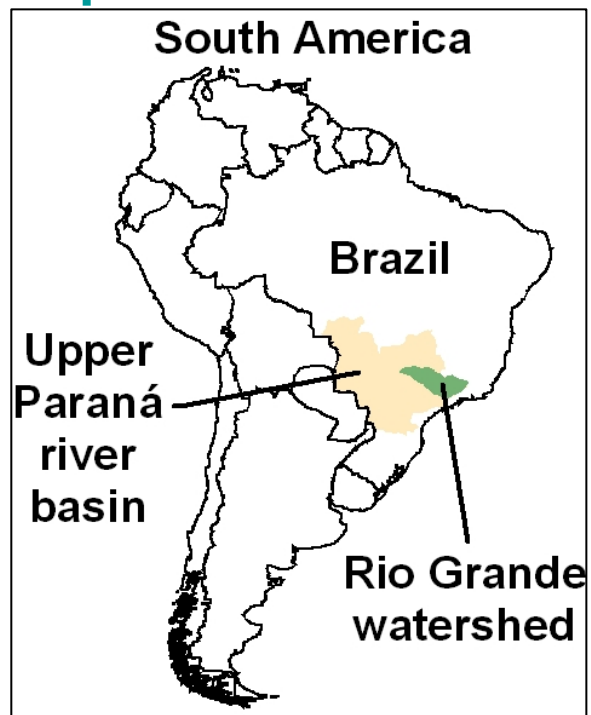 South America
Brazil
Upper
Paraná
river
basin
Rio Grande
watershed